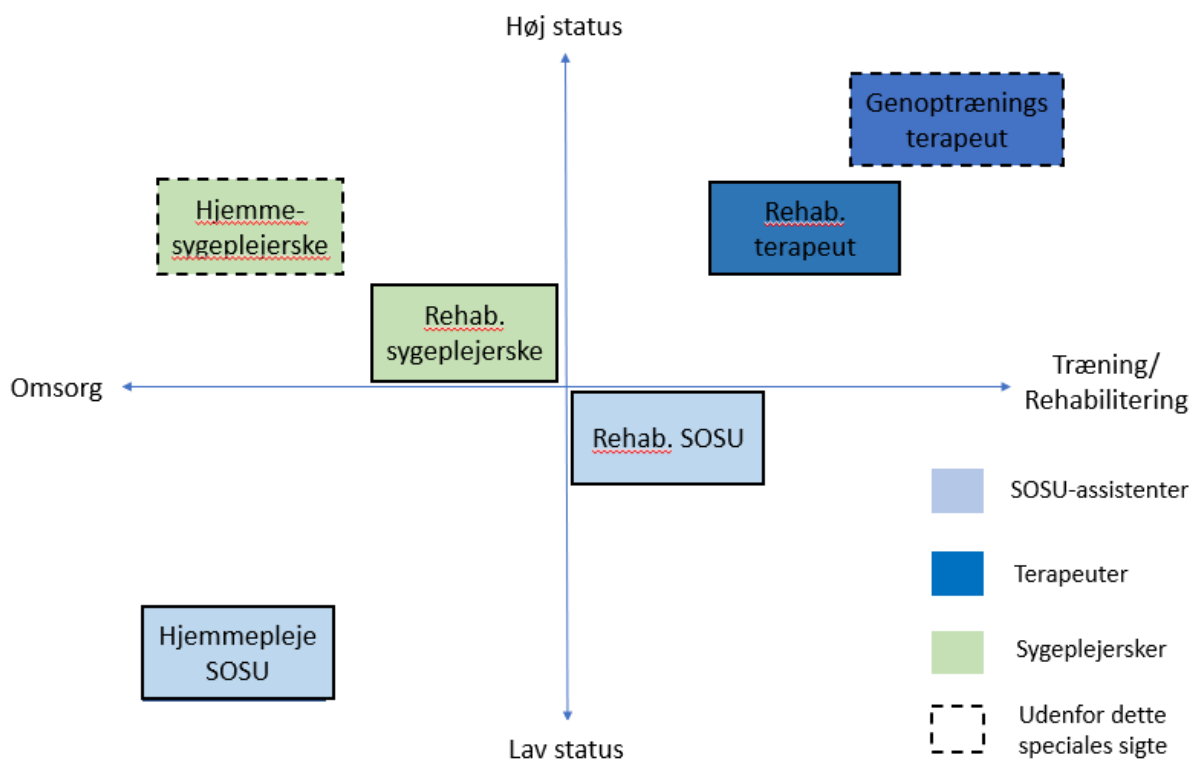 Høj status
Genoptrænings
terapeut
Hjemme-
sygeplejerske
Rehab.
terapeut
Rehab.
sygeplejerske
Omsorg
Træning/
Rehabilitering
Rehab. SOSU
SOSU-assistenter
Terapeuter
Hjemmepleje
SOSU
Sygeplejersker
Udenfor dette
speciales sigte
Lav status